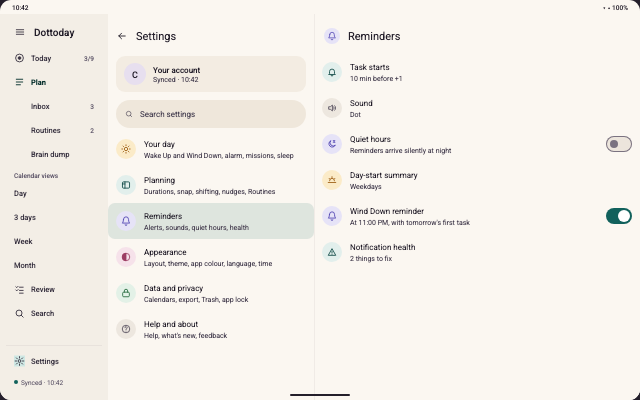 10:42
100%
Dottoday
Today 3/9
Plan
Inbox 3
Routines 2
Brain dump
Calendar views
Day
3 days
Week
Month
Review
Search
Settings
Synced · 10:42
Settings
C
Your account
Synced · 10:42
Search settings
Your day
Wake Up and Wind Down, alarm, missions, sleep
Planning
Durations, snap, shifting, nudges, Routines
Reminders
Alerts, sounds, quiet hours, health
Appearance
Layout, theme, app colour, language, time
Data and privacy
Calendars, export, Trash, app lock
Help and about
Help, what's new, feedback
Reminders
Task starts
10 min before +1
Sound
Dot
Quiet hours
Reminders arrive silently at night
Day-start summary
Weekdays
Wind Down reminder
At 11:00 PM, with tomorrow's first task
Notification health
2 things to fix